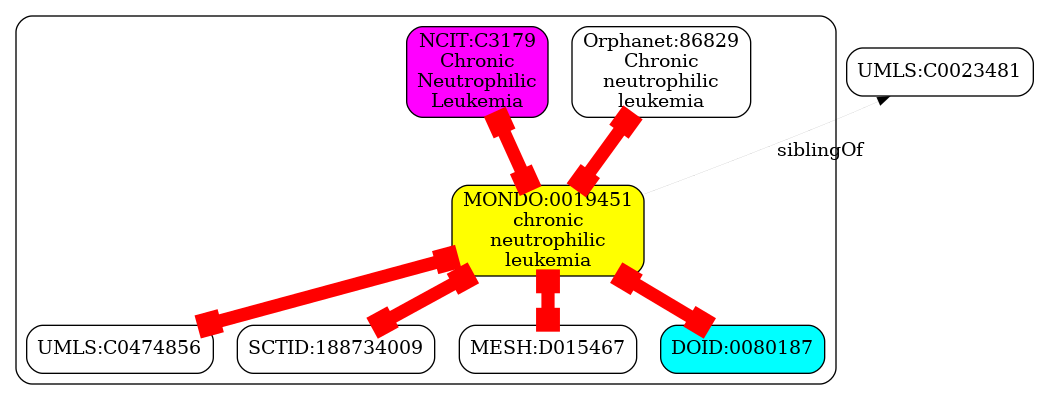 NCIT:C3179
Chronic
Neutrophilic
Leukemia
Orphanet:86829
Chronic
neutrophilic
leukemia
UMLS:C0023481
siblingOf
MONDO:0019451
chronic
neutrophilic
leukemia
UMLS:C0474856
SCTID:188734009
MESH:D015467
DOID:0080187